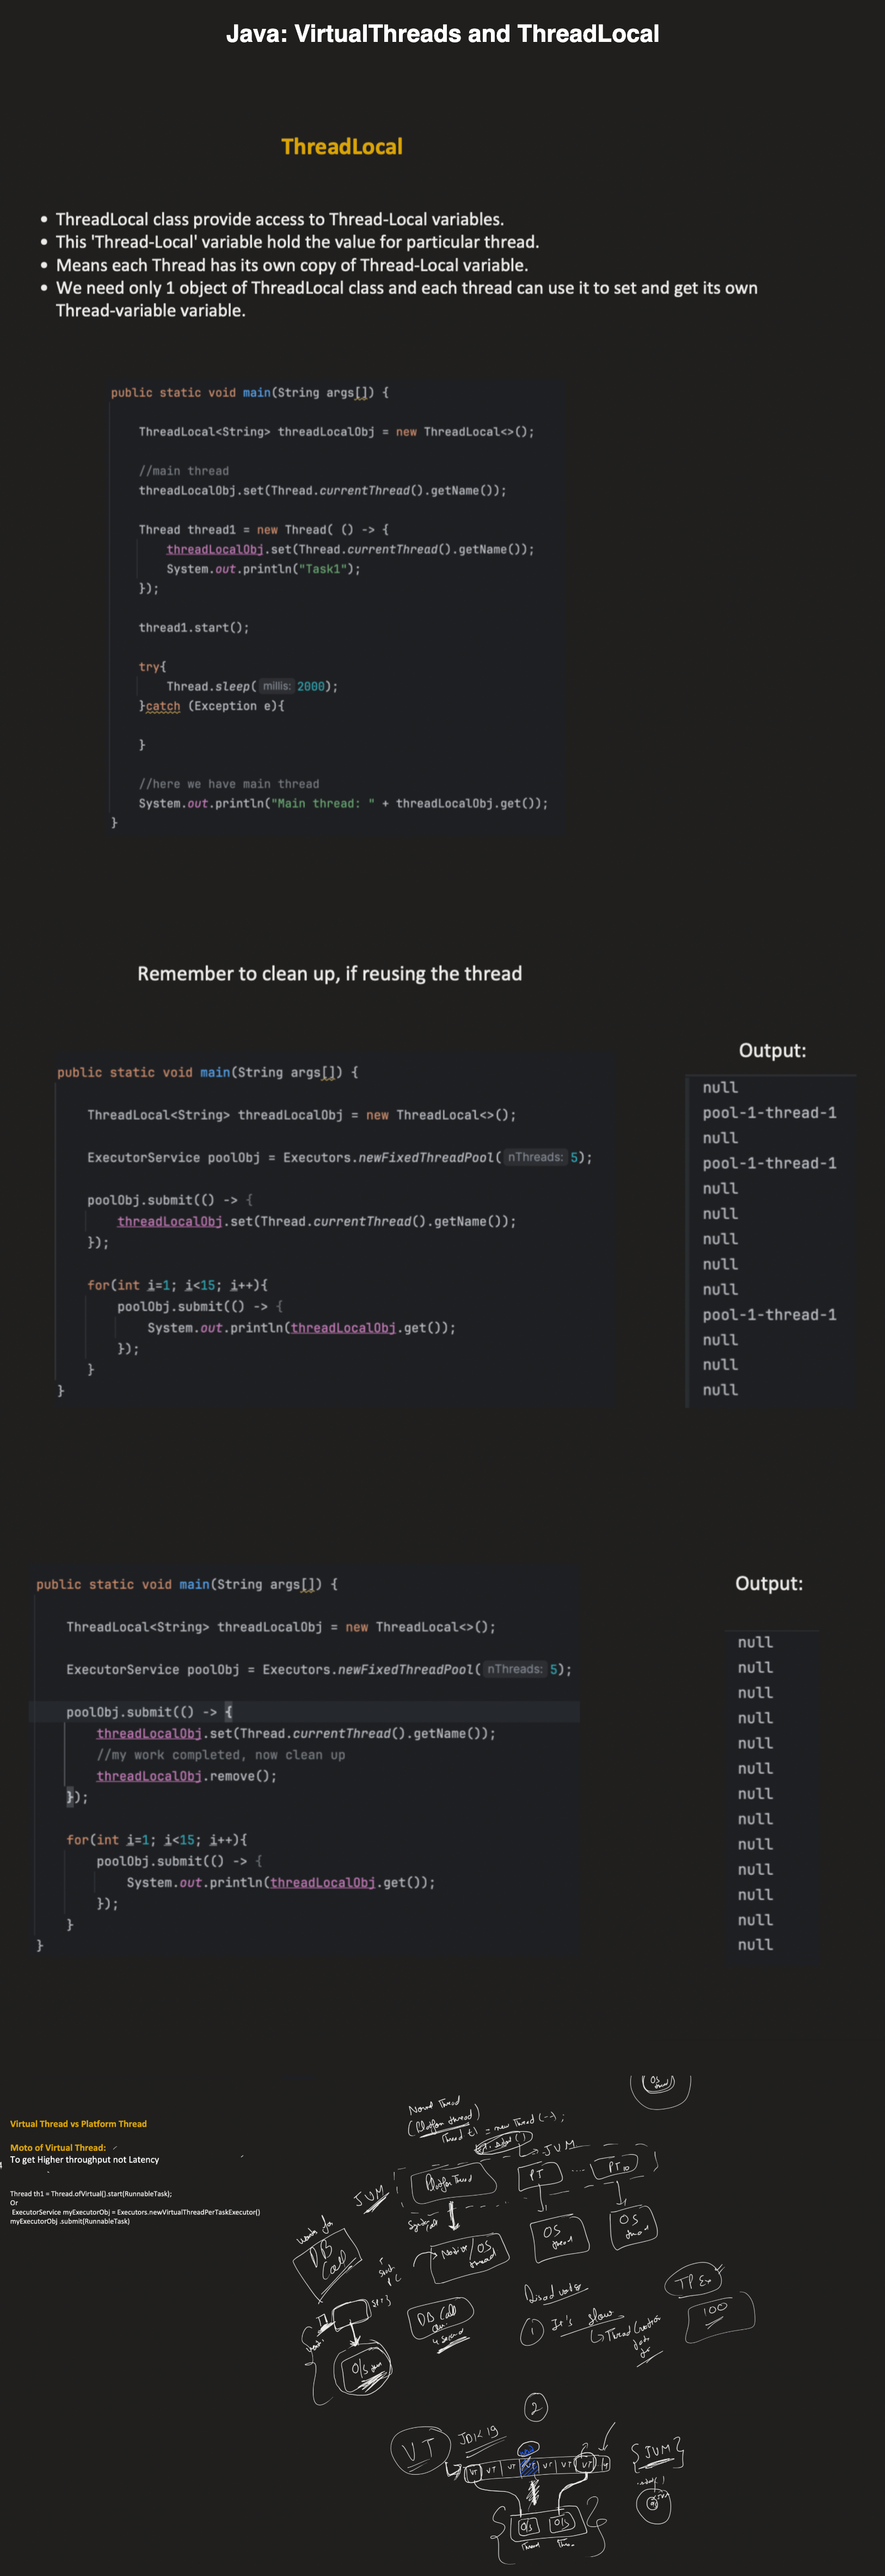 Java: VirtualThreads and ThreadLocal
ThreadLocal
• ThreadLocal class provide access to Thread-Local variables.
• This 'Thread-Local' variable hold the value for particular thread.
• Means each Thread has its own copy of Thread-Local variable.
• We need only 1 object of ThreadLocal class and each thread can use it to set and get its own
Thread-variable variable.
public static void main(String args[]) {
ThreadLocal<String> threadLocalObj = new ThreadLocal<>();
//main thread
threadLocalObj.set(Thread.currentThread().getName());
Thread thread1 = new Thread( () -> {
threadLocalObj.set(Thread.currentThread().getName());
System.out.println("Task1");
});
thread1.start();
try{
Thread.sleep( millis: 2000);
}catch (Exception e){
}
//here we have main thread
System.out.println("Main thread: " + threadLocalObj.get());
}
Remember to clean up, if reusing the thread
public static void main(String args[]) {
ThreadLocal<String> threadLocalObj = new ThreadLocal<>();
ExecutorService poolObj = Executors.newFixedThreadPool( nThreads: 5);
poolObj.submit(() -> {
threadLocalObj.set(Thread.currentThread().getName());
});
for(int i=1; i<15; i++){
poolObj.submit(() -> {
System.out.println(threadLocalObj.get());
});
}
}
Output:
null
pool-1-thread-1
null
pool-1-thread-1
null
null
null
null
null
pool-1-thread-1
null
null
null
public static void main(String args[]) {
ThreadLocal<String> threadLocalObj = new ThreadLocal<>();
ExecutorService poolObj = Executors.newFixedThreadPool( nThreads: 5);
poolObj.submit(() -> {
threadLocalObj.set(Thread.currentThread().getName());
//my work completed, now clean up
threadLocalObj.remove();
});
for(int i=1; i<15; i++){
poolObj.submit(() -> {
System.out.println(threadLocalObj.get());
});
}
}
Output:
null
null
null
null
null
null
null
null
null
null
null
null
null
Virtual Thread vs Platform Thread
Moto of Virtual Thread:
To get Higher throughput not Latency
Thread th1 = Thread.ofVirtual().start(RunnableTask);
Or
ExecutorService myExecutorObj = Executors.newVirtualThreadPerTaskExecutor()
myExecutorObj .submit(RunnableTask)
OS
thread
Normal Thread
(Platform thread)
Thread t1 = new Thread (--);
JVM
JVM
Platform Thread
PT
PT 10
Native/OS
thread
OS
thread
OS
thread
DB
Call
DB Call
4 second
O/S
① It's slow
Thread Creation
100
②
VT
JDK 19
VT VT VT VT VT VT
{JVM}
O/S O/S
Thread